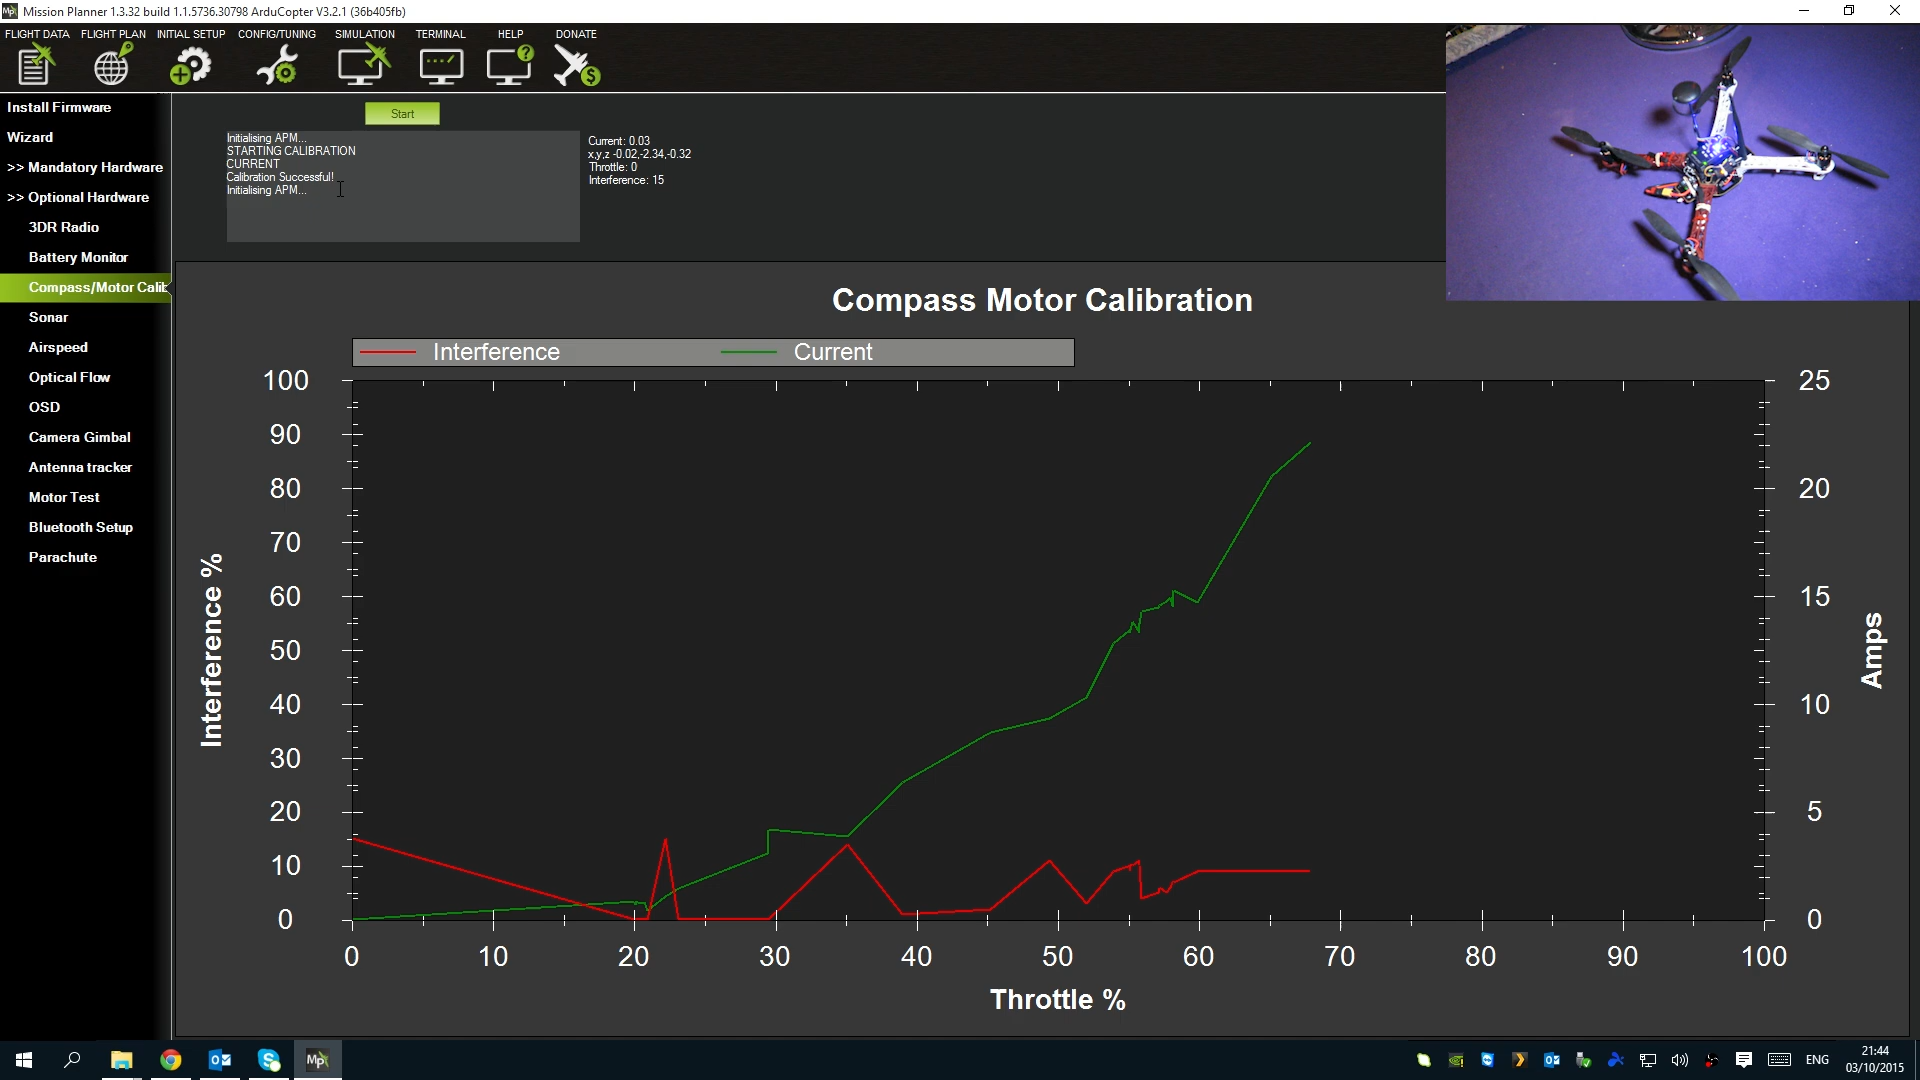 Mission Planner 1.3.32 build 1.1.5736.30798 ArduCopter V3.2.1 (36b405fb)
FLIGHT DATA FLIGHT PLAN INITIAL SETUP CONFIG/TUNING SIMULATION TERMINAL HELP DONATE
Install Firmware
Wizard
>> Mandatory Hardware
>> Optional Hardware
3DR Radio
Battery Monitor
Compass/Motor Calib
Sonar
Airspeed
Optical Flow
OSD
Camera Gimbal
Antenna tracker
Motor Test
Bluetooth Setup
Parachute
Start
Initialising APM...
STARTING CALIBRATION
CURRENT
Calibration Successful!
Initialising APM...
Current: 0.03
x,y,z -0.02,-2.34,-0.32
Throttle: 0
Interference: 15
Compass Motor Calibration
Interference Current
100
90
80
70
60
50
40
30
20
10
0
Interference %
25
20
15
10
5
0
Amps
0 10 20 30 40 50 60 70 80 90 100
Throttle %
ENG
21:44
03/10/2015